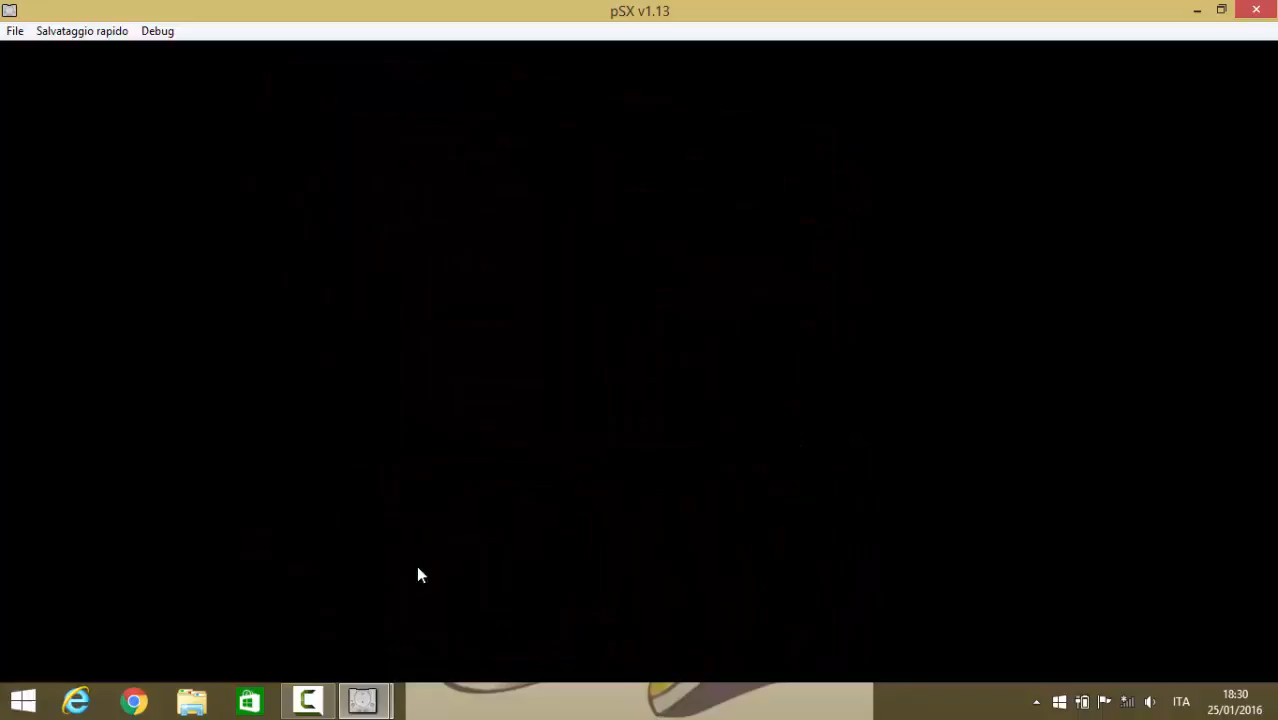 pSX v1.13
File Salvataggio rapido Debug
ITA
18:30
25/01/2016